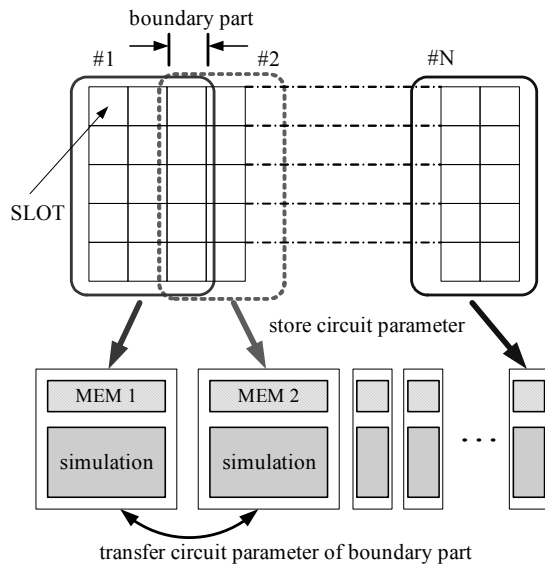 boundary part
#1
#2
#N
SLOT
store circuit parameter
MEM 1
MEM 2
simulation
simulation
...
transfer circuit parameter of boundary part